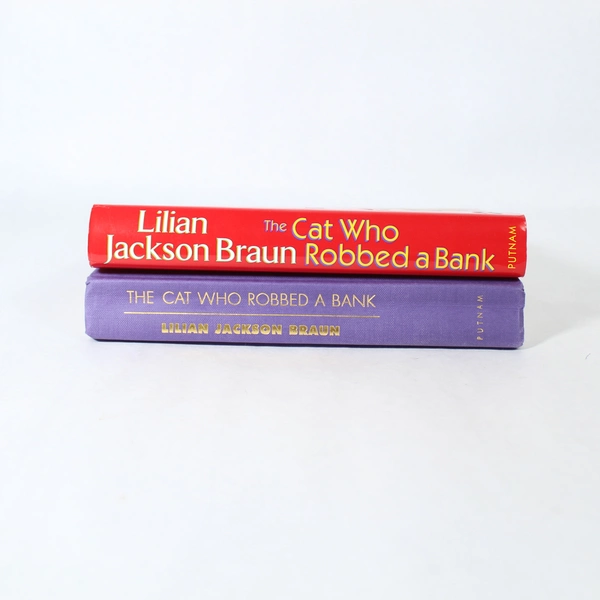 Lilian
Jackson Braun
The Cat Who
Robbed a Bank
PUTNAM
THE CAT WHO ROBBED A BANK
LILIAN JACKSON BRAUN
PUTNAM